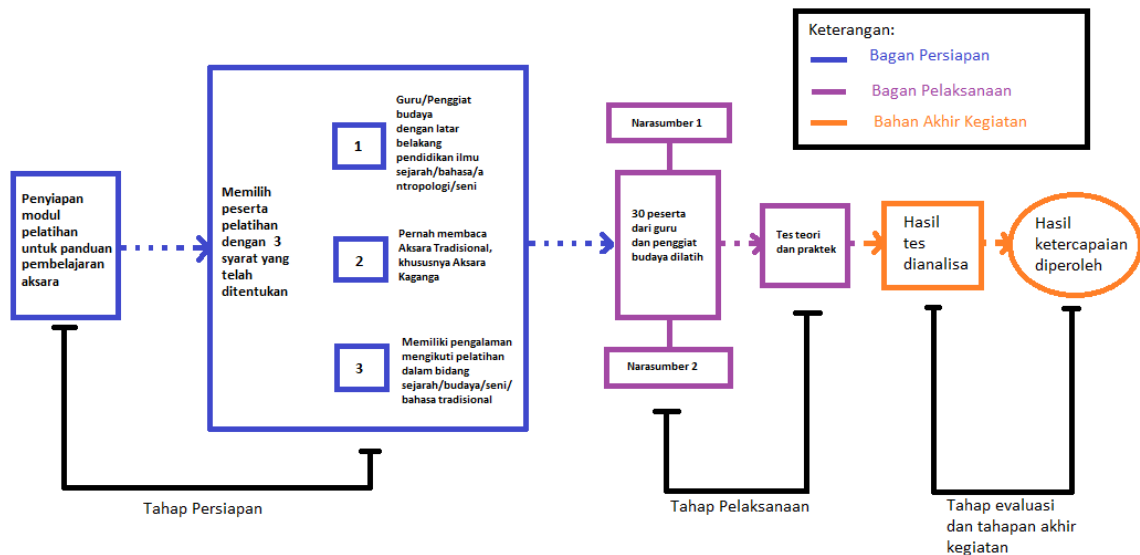 Keterangan:
Bagan Persiapan
Bagan Pelaksanaan
Bahan Akhir Kegiatan
Penyiapan
modul
pelatihan
untuk panduan
pembelajaran
aksara
Memilih
peserta
pelatihan
dengan 3
syarat yang
telah
ditentukan
1
Guru/Penggiat
budaya
dengan latar
belakang
pendidikan ilmu
sejarah/bahasa/a
ntropologi/seni
2
Pernah membaca
Aksara Tradisional,
khususnya Aksara
Kaganga
3
Memiliki pengalaman
mengikuti pelatihan
dalam bidang
sejarah/budaya/seni/
bahasa tradisional
Narasumber 1
30 peserta
dari guru
dan penggiat
budaya dilatih
Narasumber 2
Tes teori
dan praktek
Hasil
tes
dianalisa
Hasil
ketercapaian
diperoleh
Tahap Persiapan
Tahap Pelaksanaan
Tahap evaluasi
dan tahapan akhir
kegiatan